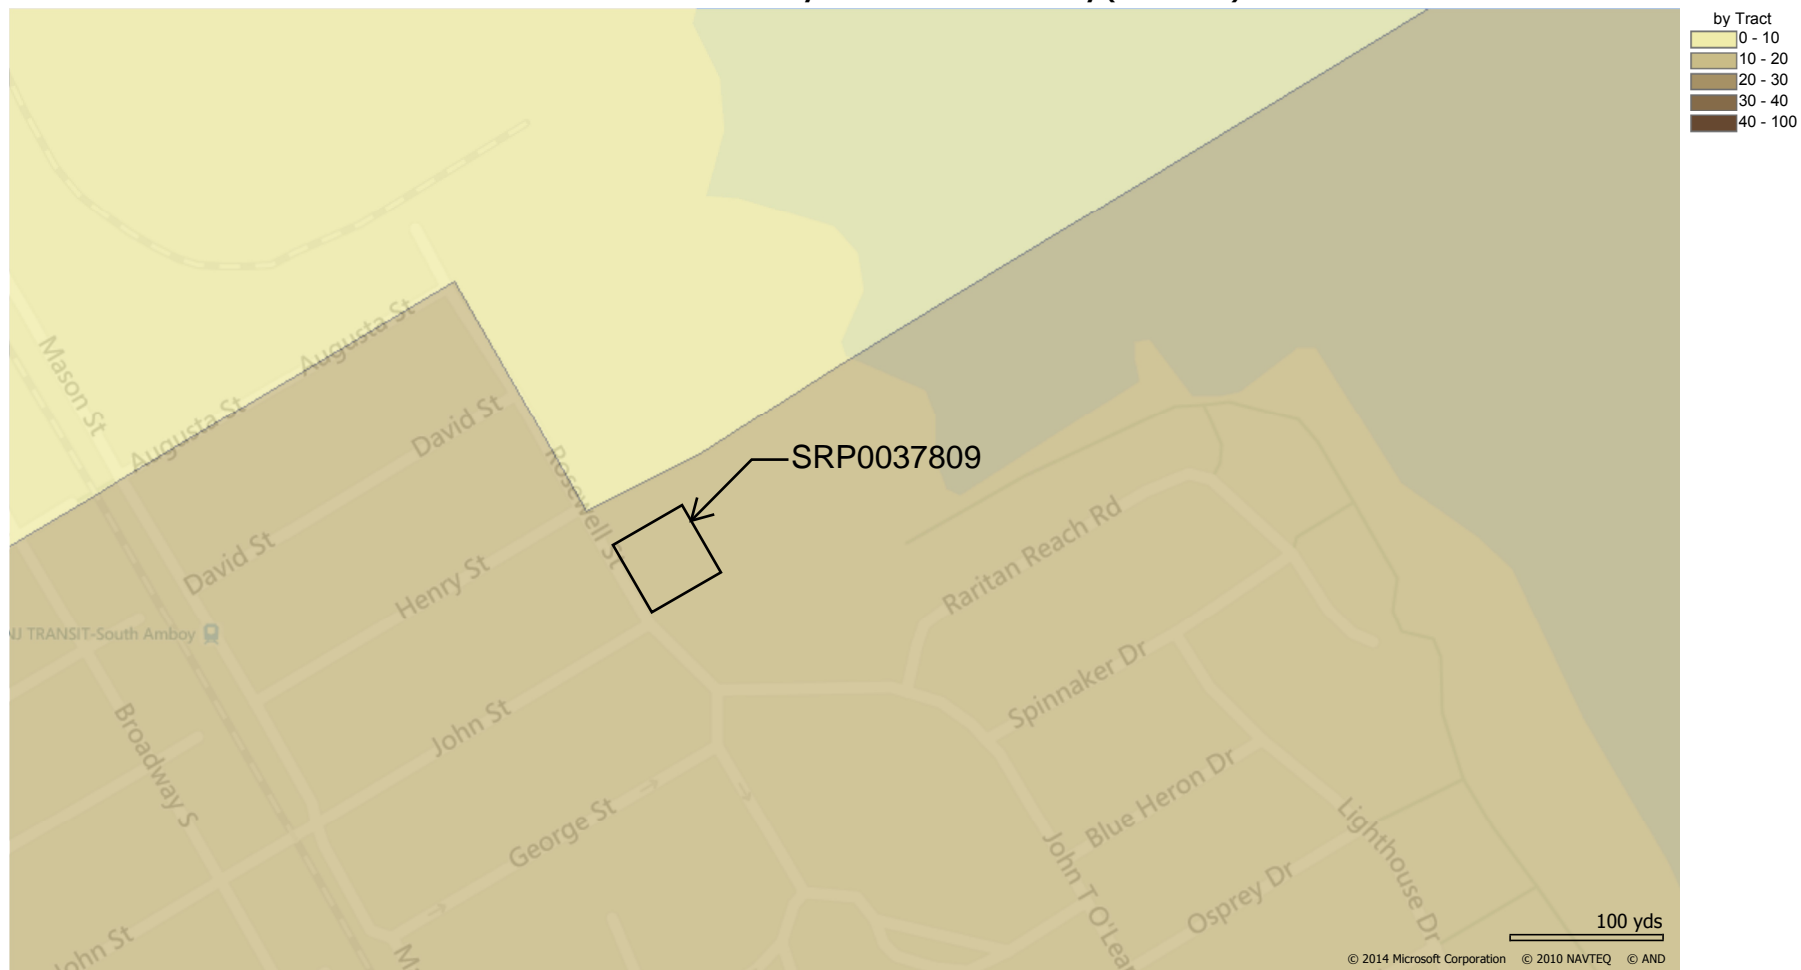 by Tract
0 - 10
10 - 20
20 - 30
30 - 40
40 - 100
Augusta St
Mason St
Augusta St
David St
Rosewell St
SRP0037809
Raritan Reach Rd
David St
Henry St
NJ TRANSIT-South Amboy
Spinnaker Dr
John St
Broadway S
Blue Heron Dr
George St
Lighthouse Dr
John T O'Lear
Osprey Dr
John St
100 yds
© 2014 Microsoft Corporation © 2010 NAVTEQ © AND